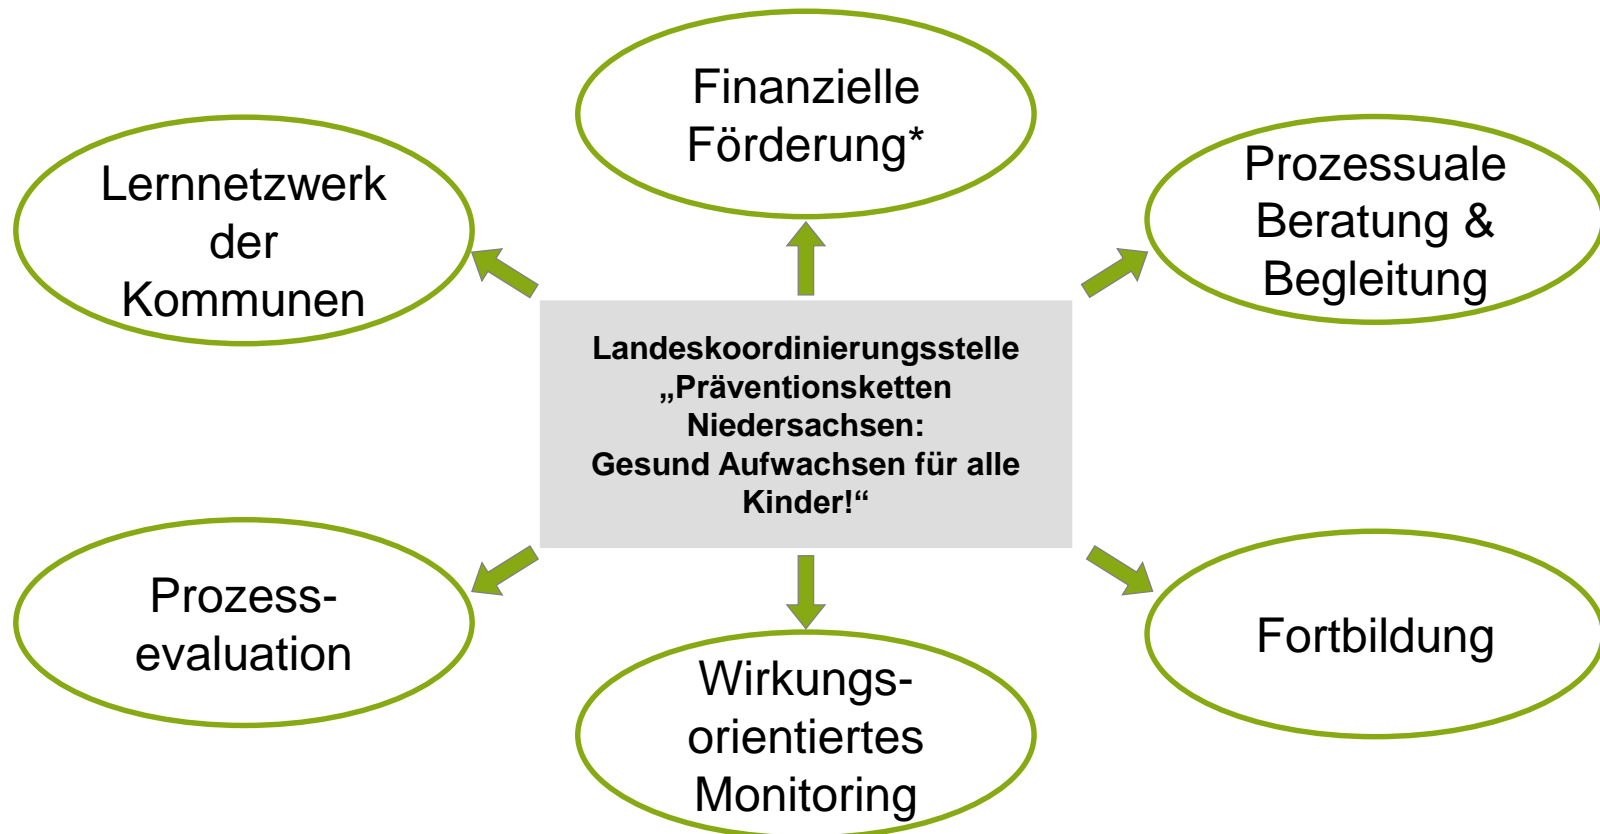 Finanzielle
Förderung*
Lernnetzwerk
der
Kommunen
Prozessuale
Beratung &
Begleitung
Landeskoordinierungsstelle
„Präventionsketten
Niedersachsen:
Gesund Aufwachsen für alle
Kinder!“
Prozess-
evaluation
Wirkungs-
orientiertes
Monitoring
Fortbildung